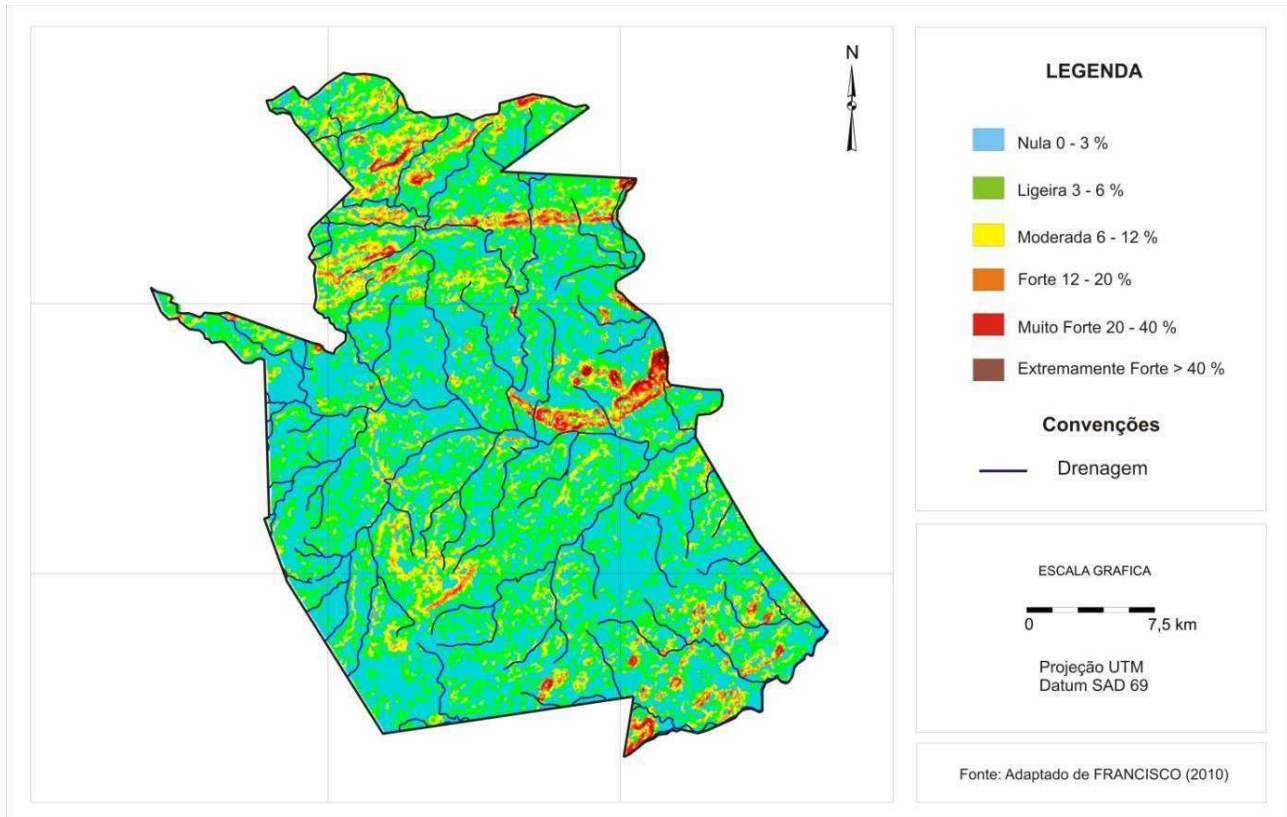 N
LEGENDA
Nula 0 - 3 %
Ligeira 3 - 6 %
Moderada 6 - 12 %
Forte 12 - 20 %
Muito Forte 20 - 40 %
Extremamente Forte > 40 %
Convenções
Drenagem
ESCALA GRAFICA
0 7,5 km
Projeção UTM
Datum SAD 69
Fonte: Adaptado de FRANCISCO (2010)